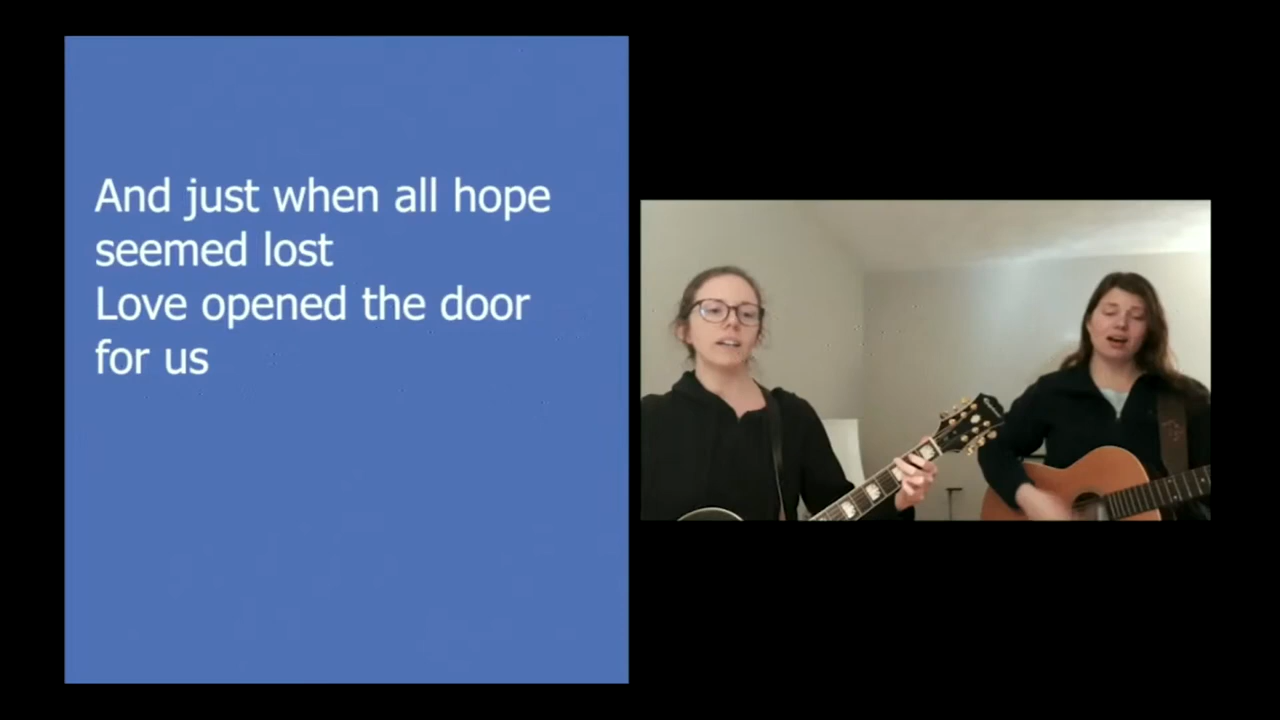 And just when all hope
seemed lost
Love opened the door
for us